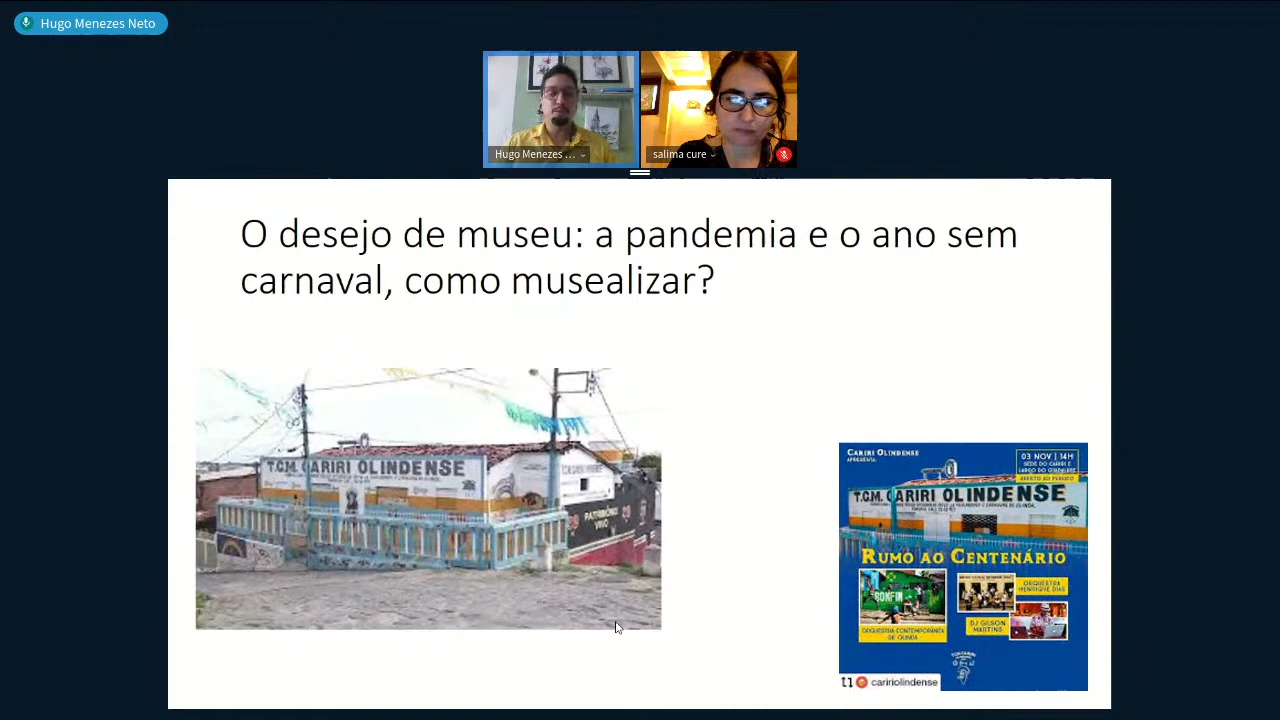 Hugo Menezes Neto
Hugo Menezes ...
salima cure
O desejo de museu: a pandemia e o ano sem
carnaval, como musealizar?
T.C.M. CARIRI OLINDENSE
PATRIMÔNIO
VIVO
CARIRI OLINDENSE
APRESENTA:
03 NOV | 14H
SEDE DO CARIRI E
LARGO DO GUADALUPE
ABERTO AO PÚBLICO
T.C.M. CARIRI OLINDENSE
RUMO AO CENTENÁRIO
BONFIM
ORQUESTRA
HENRIQUE DIAS
DJ GILSON
MARTINS
ORQUESTRA CONTEMPORÂNEA
DE OLINDA
caririolindense